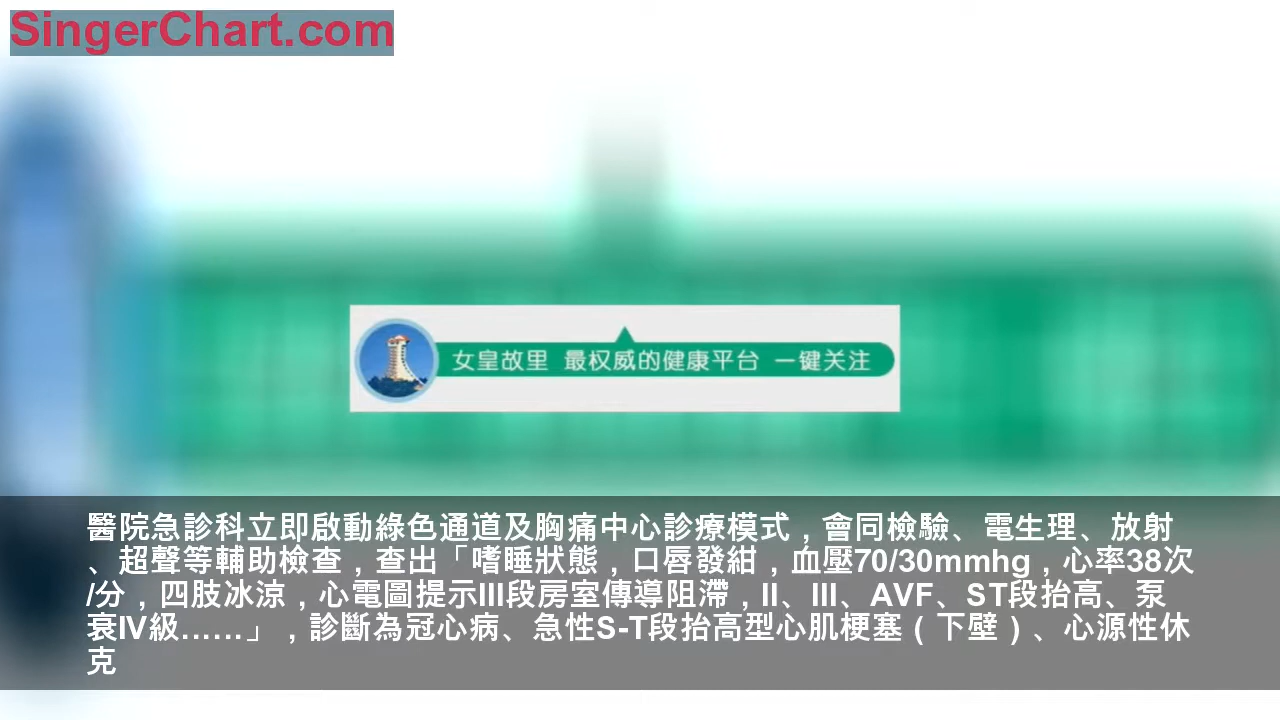 SingerChart.com
女皇故里 最权威的健康平台 一键关注
醫院急診科立即啟動綠色通道及胸痛中心診療模式，會同檢驗、電生理、放射
、超聲等輔助檢查，查出「嗜睡狀態，口唇發紺，血壓70/30mmhg，心率38次
/分，四肢冰涼，心電圖提示III段房室傳導阻滯，II、III、AVF、ST段抬高、泵
衰IV級……」，診斷為冠心病、急性S-T段抬高型心肌梗塞（下壁）、心源性休
克